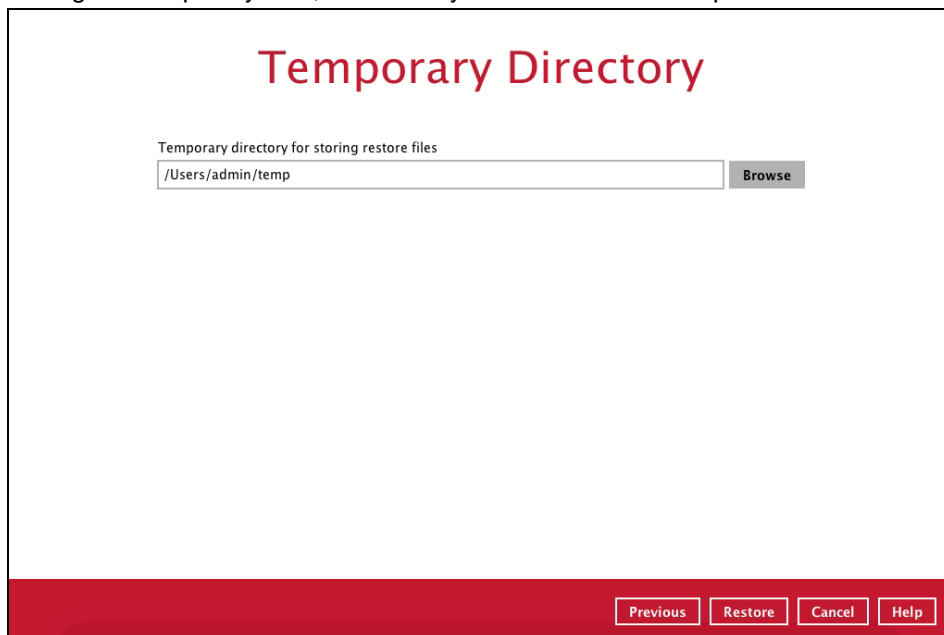 Temporary Directory
Temporary directory for storing restore files
/Users/admin/temp
Browse
Previous
Restore
Cancel
Help